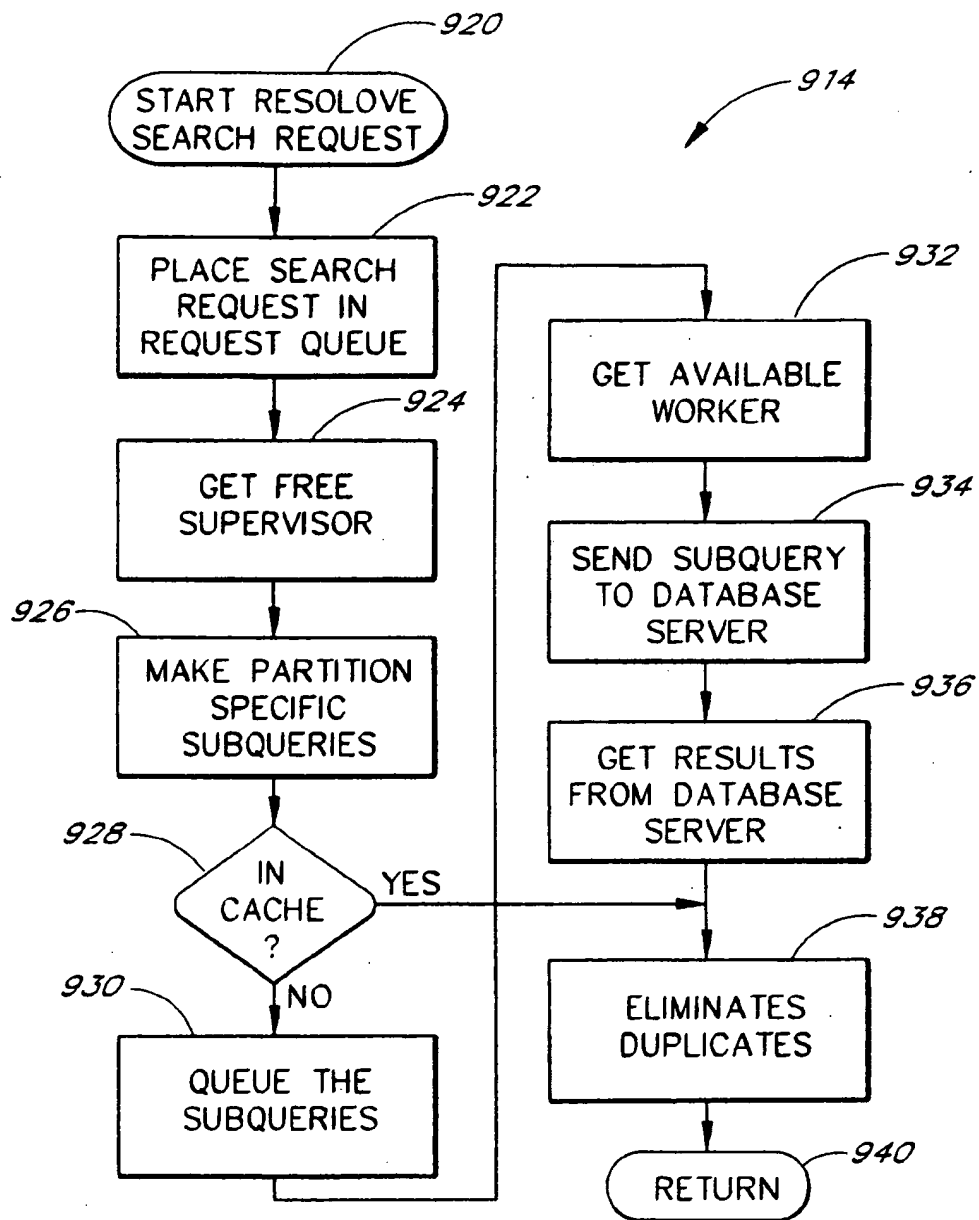 920
START RESOLOVE
SEARCH REQUEST
914
922
PLACE SEARCH
REQUEST IN
REQUEST QUEUE
924
GET FREE
SUPERVISOR
926
MAKE PARTITION
SPECIFIC
SUBQUERIES
928
IN
CACHE
?
YES
NO
930
QUEUE THE
SUBQUERIES
932
GET AVAILABLE
WORKER
934
SEND SUBQUERY
TO DATABASE
SERVER
936
GET RESULTS
FROM DATABASE
SERVER
938
ELIMINATES
DUPLICATES
940
RETURN